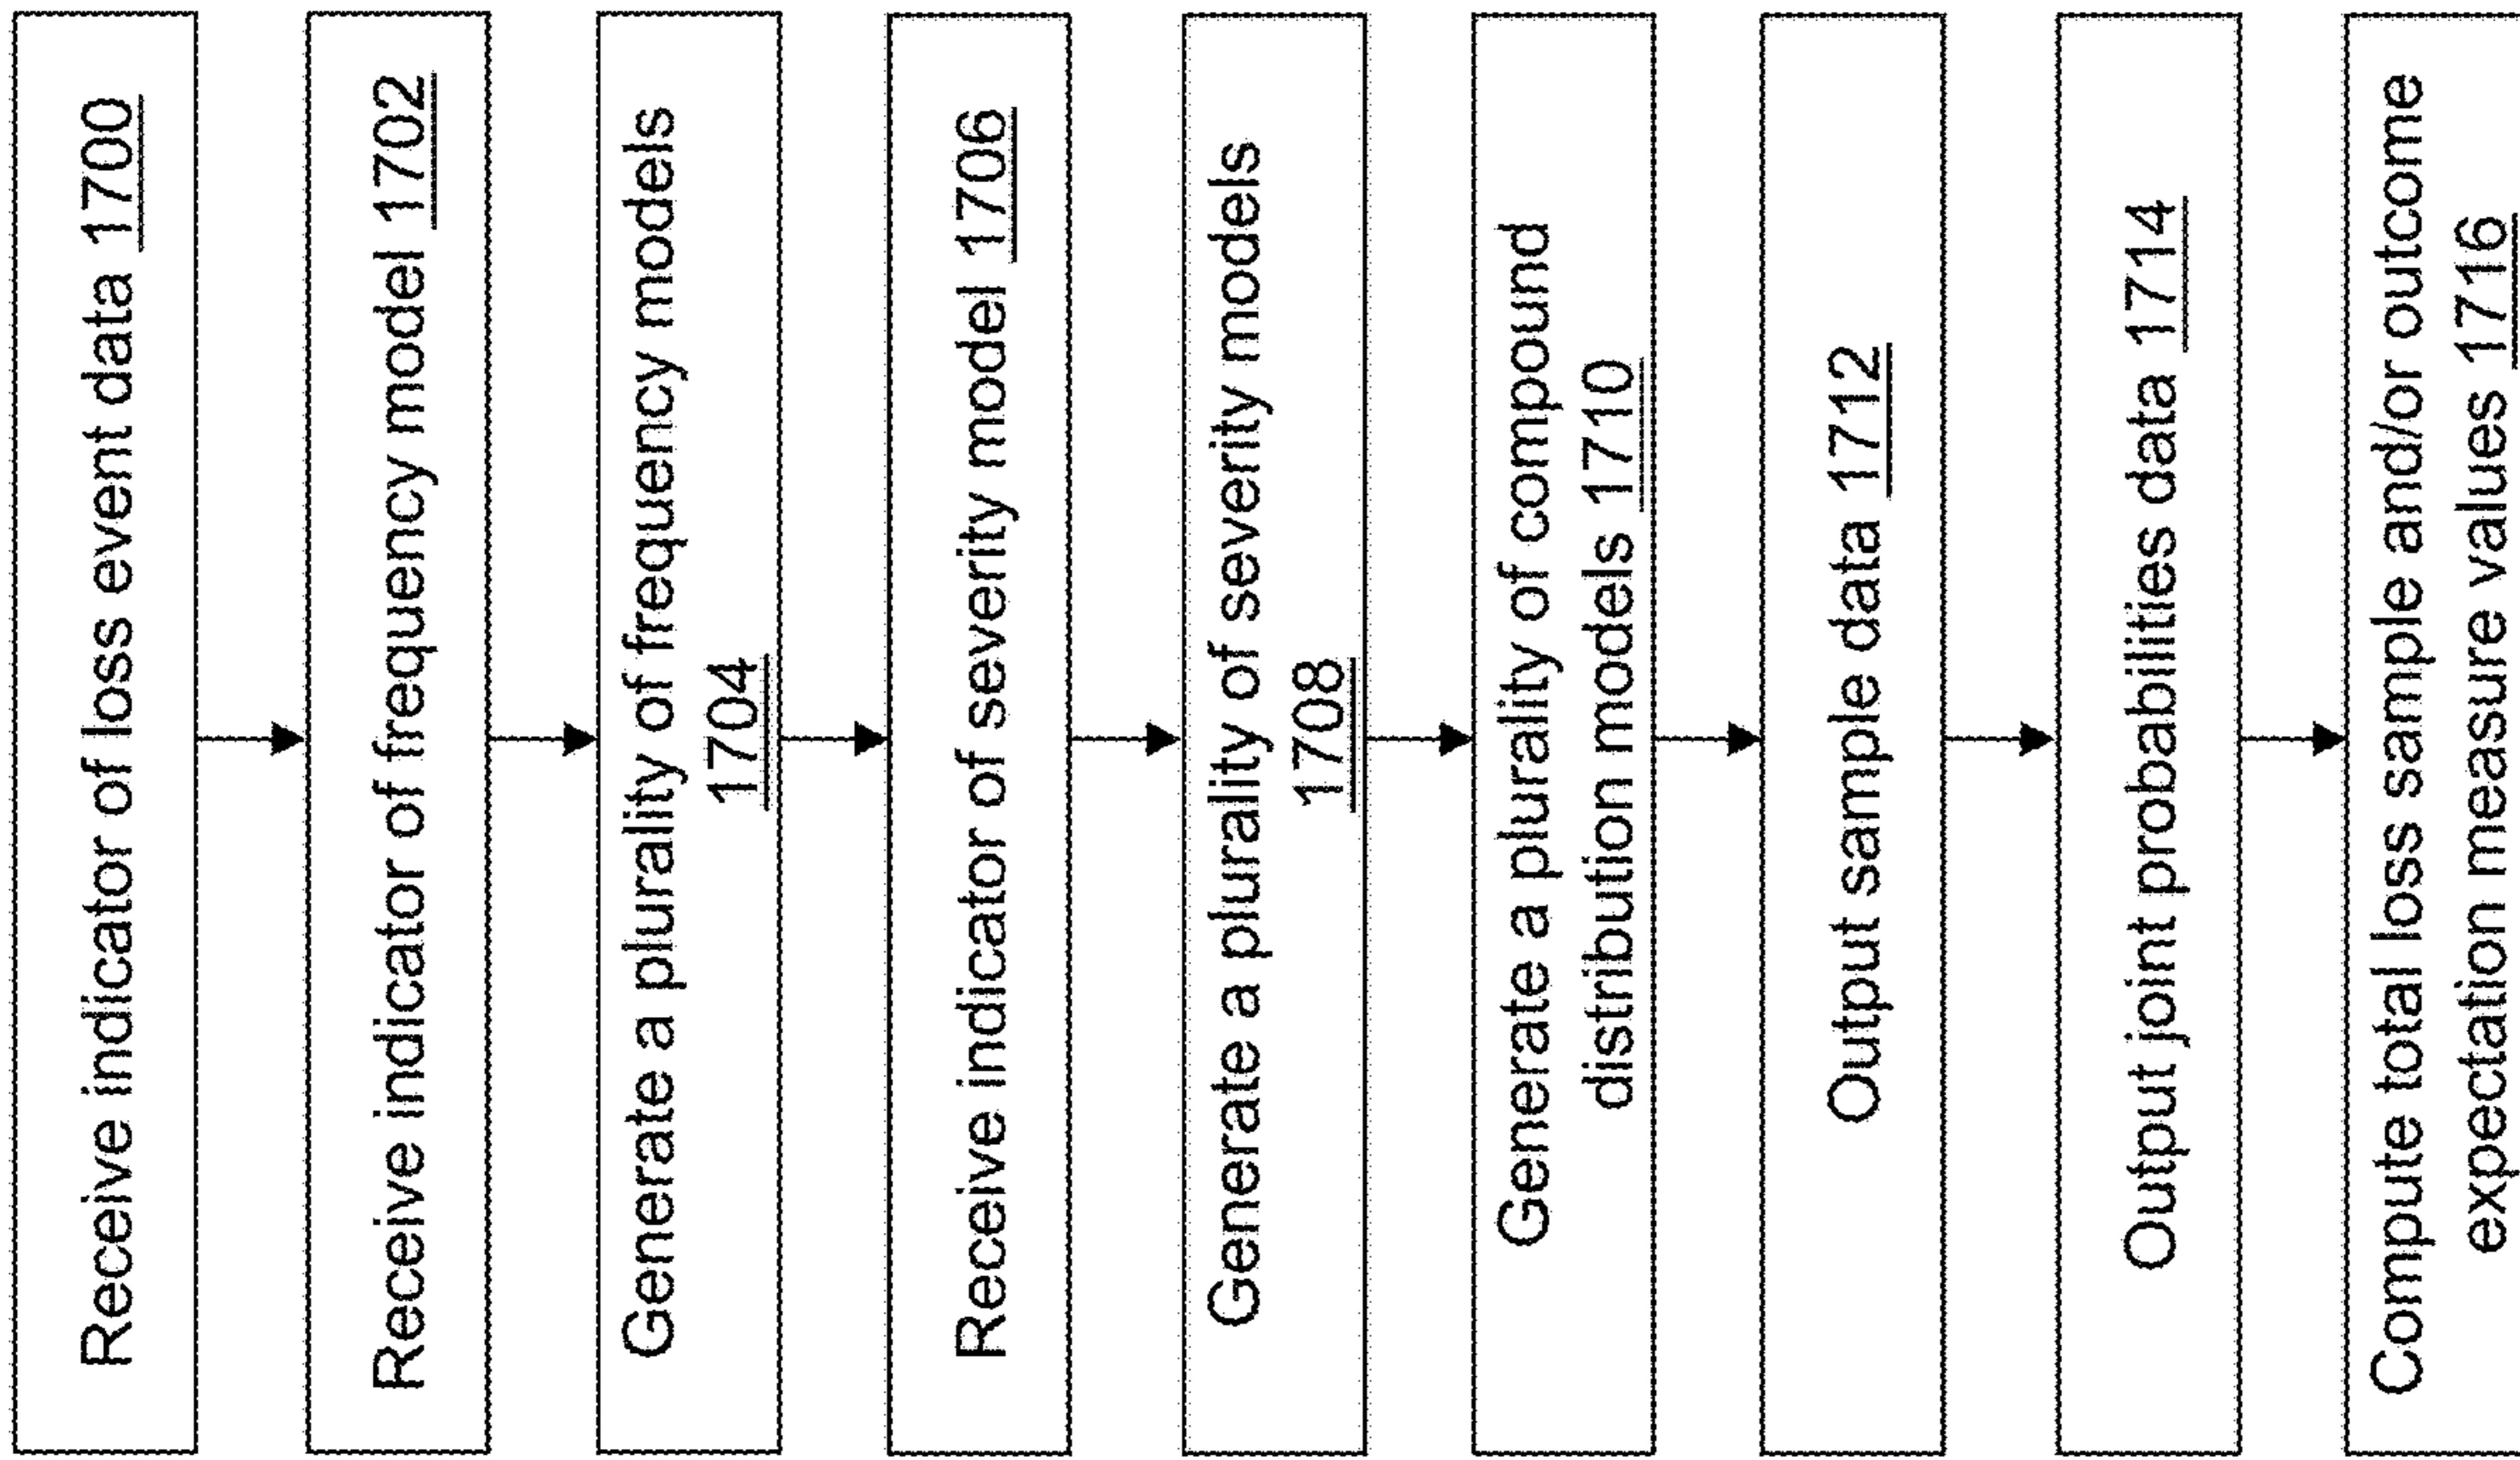 Receive indicator of loss event data 1700
Receive indicator of frequency model 1702
Generate a plurality of frequency models
1704
Receive indicator of severity model 1706
Generate a plurality of severity models
1708
Generate a plurality of compound
distribution models 1710
Output sample data 1712
Output joint probabilities data 1714
Compute total loss sample and/or outcome
expectation measure values 1716